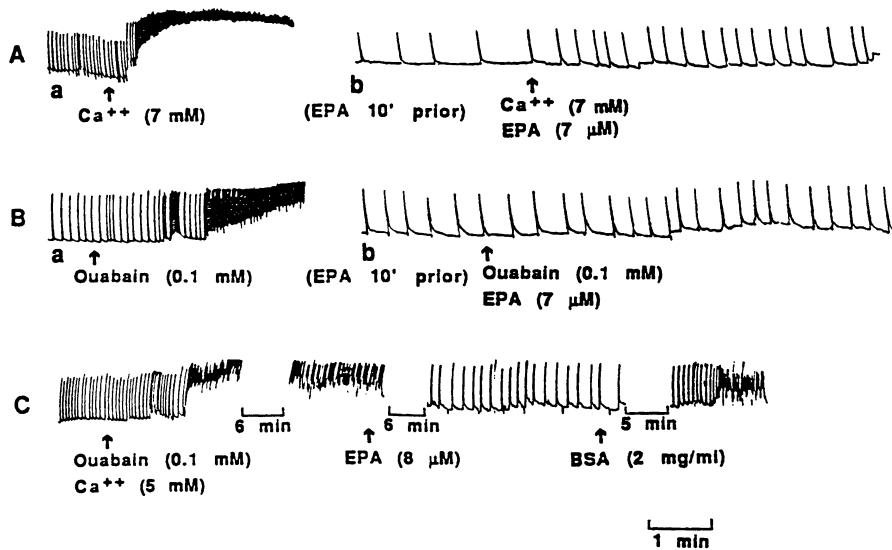 A
a
Ca++ (7 mM)
b
(EPA 10' prior)
Ca++ (7 mM)
EPA (7 µM)
B
a
Ouabain (0.1 mM)
b
(EPA 10' prior)
Ouabain (0.1 mM)
EPA (7 µM)
C
6 min
6 min
5 min
Ouabain (0.1 mM)
Ca++ (5 mM)
EPA (8 µM)
BSA (2 mg/ml)
1 min